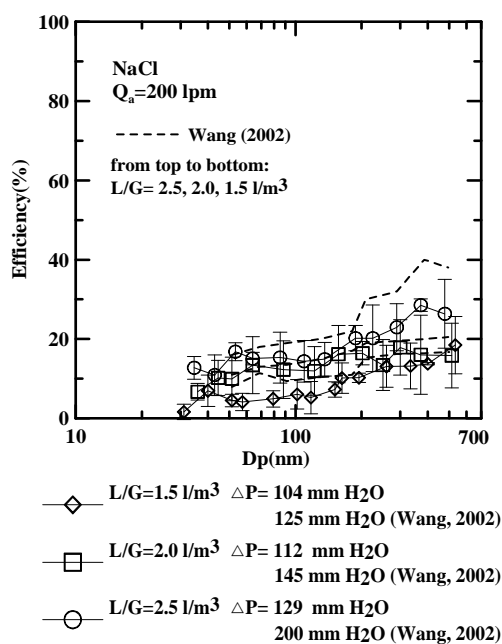 100
80
60
40
20
0
Efficiency(%)
NaCl
Qₐ=200 lpm
Wang (2002)
from top to bottom:
L/G= 2.5, 2.0, 1.5 l/m³
10
100
700
Dp(nm)
L/G=1.5 l/m³ △P= 104 mm H2O
125 mm H2O (Wang, 2002)
L/G=2.0 l/m³ △P= 112 mm H2O
145 mm H2O (Wang, 2002)
L/G=2.5 l/m³ △P= 129 mm H2O
200 mm H2O (Wang, 2002)